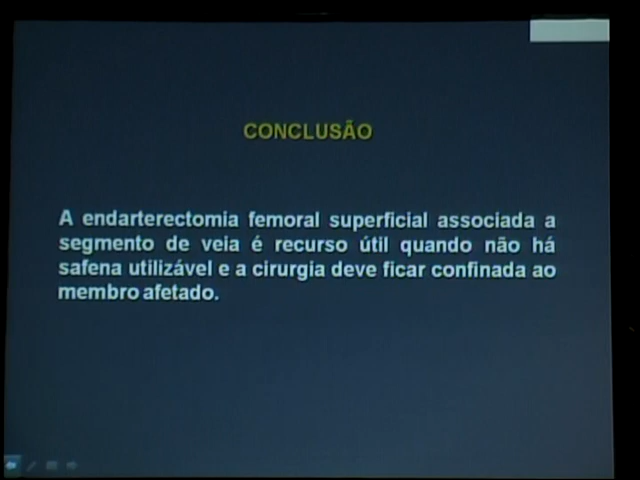 CONCLUSÃO
A endarterectomia femoral superficial associada a
segmento de veia é recurso útil quando não há
safena utilizável e a cirurgia deve ficar confinada ao
membro afetado.